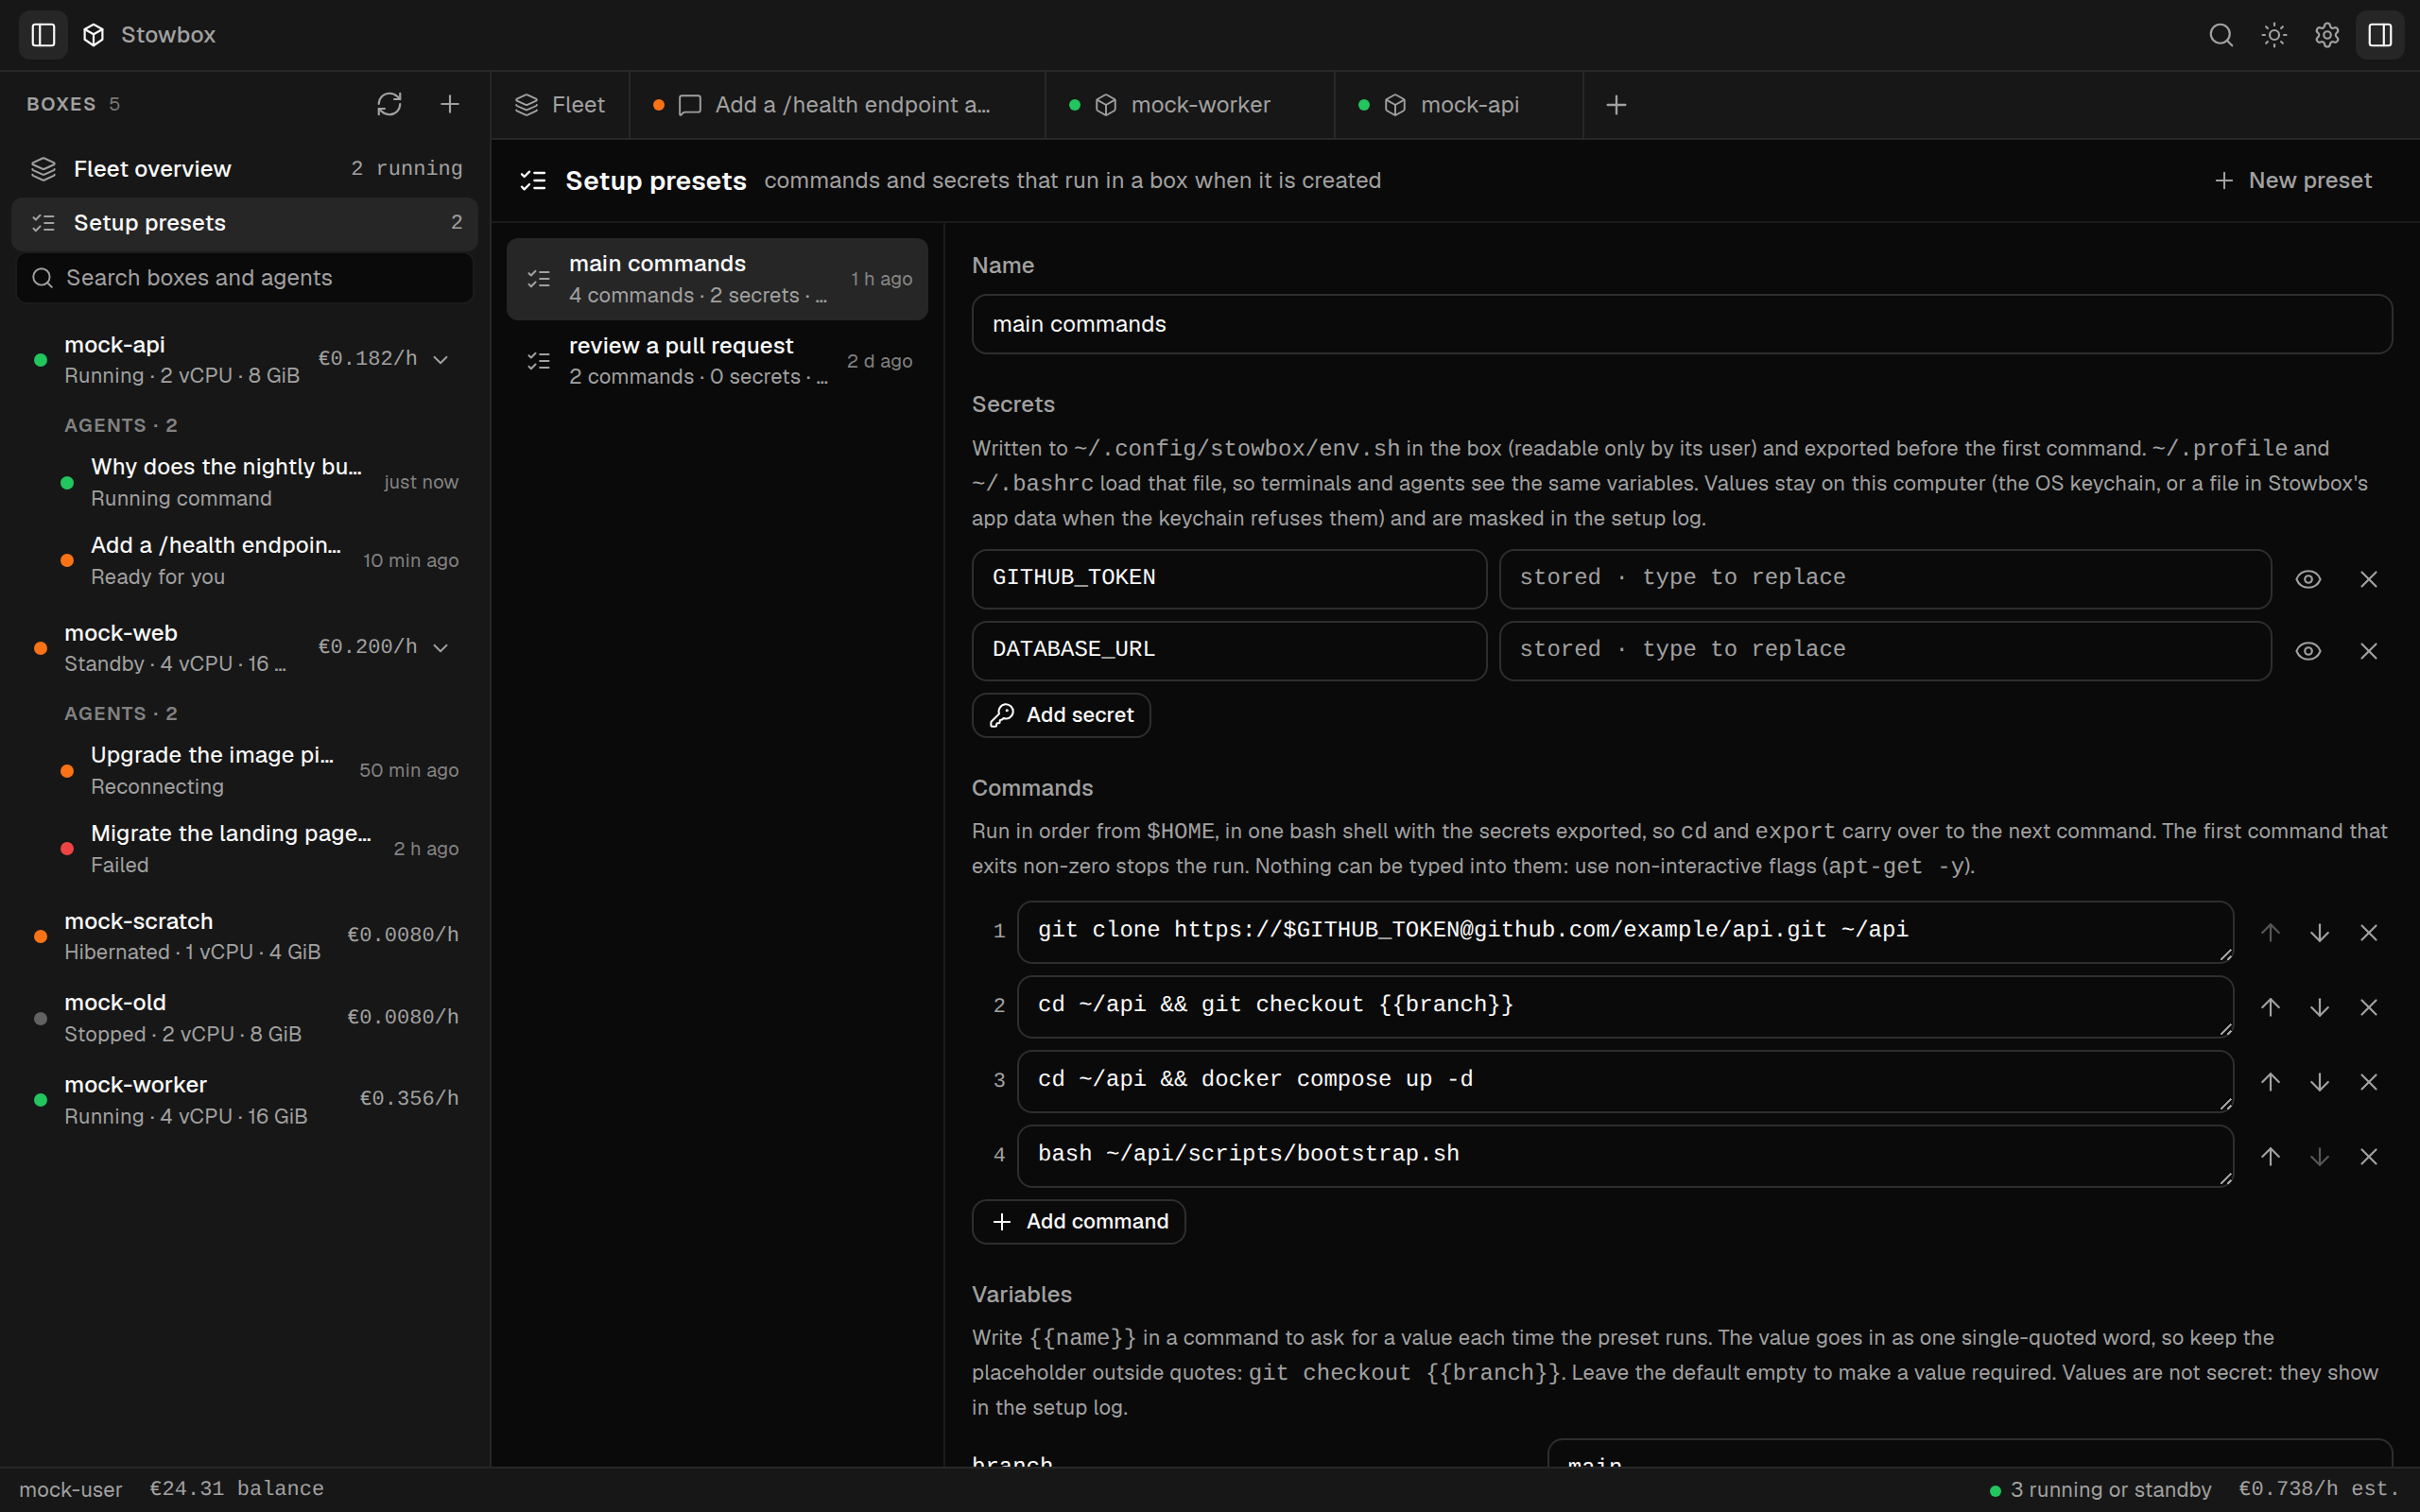 Stowbox
BOXES 5
Fleet overview 2 running
Setup presets 2
Search boxes and agents
mock-api €0.182/h
Running · 2 vCPU · 8 GiB
AGENTS · 2
Why does the nightly bu... just now
Running command
Add a /health endpoin... 10 min ago
Ready for you
mock-web €0.200/h
Standby · 4 vCPU · 16 ...
AGENTS · 2
Upgrade the image pi... 50 min ago
Reconnecting
Migrate the landing page... 2 h ago
Failed
mock-scratch €0.0080/h
Hibernated · 1 vCPU · 4 GiB
mock-old €0.0080/h
Stopped · 2 vCPU · 8 GiB
mock-worker €0.356/h
Running · 4 vCPU · 16 GiB
Fleet Add a /health endpoint a... mock-worker mock-api
Setup presets commands and secrets that run in a box when it is created New preset
main commands 1 h ago
4 commands · 2 secrets · ...
review a pull request 2 d ago
2 commands · 0 secrets · ...
Name
main commands
Secrets
Written to ~/.config/stowbox/env.sh in the box (readable only by its user) and exported before the first command. ~/.profile and
~/.bashrc load that file, so terminals and agents see the same variables. Values stay on this computer (the OS keychain, or a file in Stowbox's
app data when the keychain refuses them) and are masked in the setup log.
GITHUB_TOKEN stored · type to replace
DATABASE_URL stored · type to replace
Add secret
Commands
Run in order from $HOME, in one bash shell with the secrets exported, so cd and export carry over to the next command. The first command that
exits non-zero stops the run. Nothing can be typed into them: use non-interactive flags (apt-get -y).
1 git clone https://$GITHUB_TOKEN@github.com/example/api.git ~/api
2 cd ~/api && git checkout {{branch}}
3 cd ~/api && docker compose up -d
4 bash ~/api/scripts/bootstrap.sh
Add command
Variables
Write {{name}} in a command to ask for a value each time the preset runs. The value goes in as one single-quoted word, so keep the
placeholder outside quotes: git checkout {{branch}}. Leave the default empty to make a value required. Values are not secret: they show
in the setup log.
branch main
mock-user €24.31 balance 3 running or standby €0.738/h est.